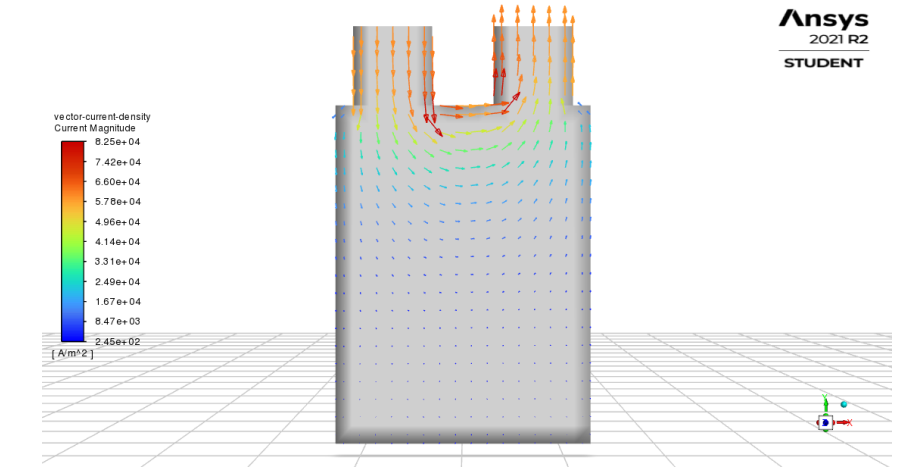 Ansys
2021 R2
STUDENT
vector-current-density
Current Magnitude
8.25e+04
7.42e+04
6.60e+04
5.78e+04
4.96e+04
4.14e+04
3.31e+04
2.49e+04
1.67e+04
8.47e+03
2.45e+02
[ A/m^2 ]
Y
Z
X